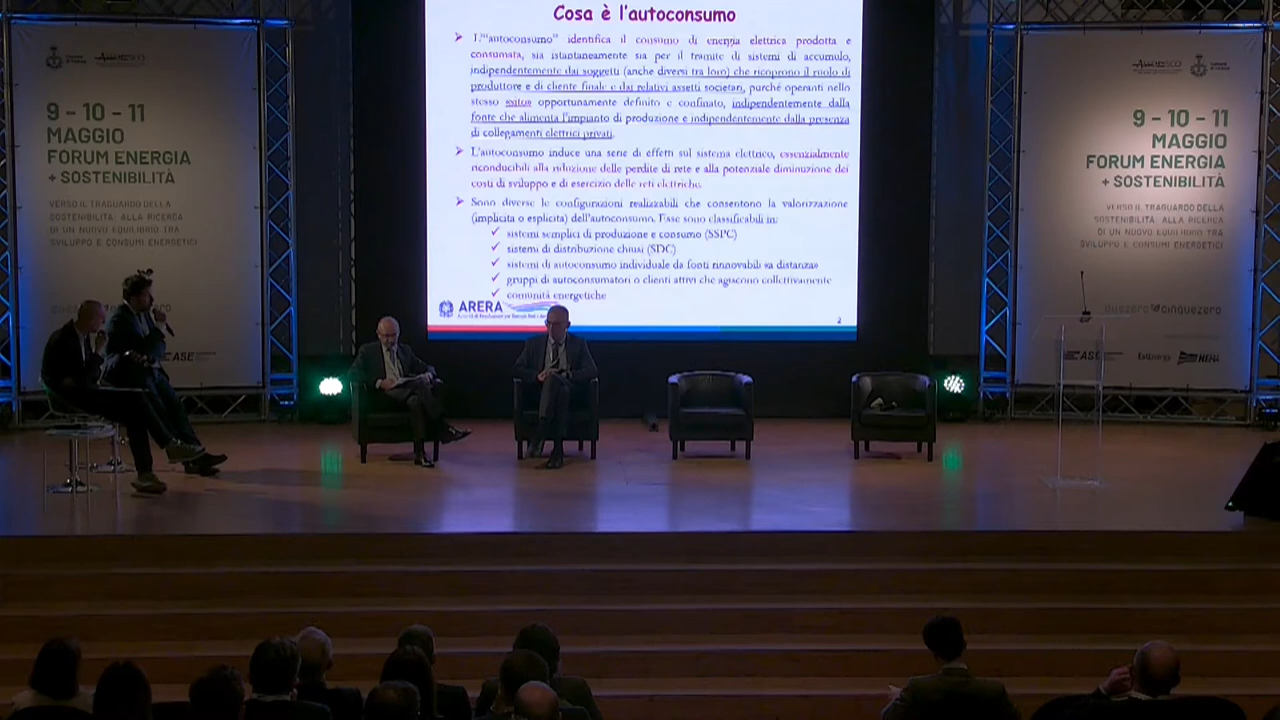 Cosa è l'autoconsumo
L'"autoconsumo" identifica il consumo di energia elettrica prodotta e
consumata, sia istantaneamente sia per il tramite di sistemi di accumulo,
indipendentemente dai soggetti (anche diversi tra loro) che ricoprono il ruolo di
produttore e di cliente finale e dai relativi assetti societari, purché operanti nello
stesso opportunamente definito e confinato, indipendentemente dalla
fonte che alimenta l'impianto di produzione e indipendentemente dalla presenza
di collegamenti elettrici privati.
L'autoconsumo induce una serie di effetti sul sistema elettrico, essenzialmente
riconducibili alla riduzione delle perdite di rete e alla potenziale diminuzione dei
costi di sviluppo e di esercizio delle reti elettriche.
Sono diverse le configurazioni realizzabili che consentono la valorizzazione
(implicita o esplicita) dell'autoconsumo. Esse sono classificabili in:
sistemi semplici di produzione e consumo (SSPC)
sistemi di distribuzione chiusi (SDC)
sistemi di autoconsumo individuale da fonti rinnovabili «a distanza»
gruppi di autoconsumatori o clienti attivi che agiscono collettivamente
comunità energetiche
ARERA
2
9 - 10 - 11
MAGGIO
FORUM ENERGIA
+ SOSTENIBILITÀ
VERSO IL TRAGUARDO DELLA
SOSTENIBILITÀ: ALLA RICERCA
DI UN NUOVO EQUILIBRIO TRA
SVILUPPO E CONSUMI ENERGETICI
ASE
9 - 10 - 11
MAGGIO
FORUM ENERGIA
+ SOSTENIBILITÀ
VERSO IL TRAGUARDO DELLA
SOSTENIBILITÀ: ALLA RICERCA
DI UN NUOVO EQUILIBRIO TRA
SVILUPPO E CONSUMI ENERGETICI
duezero cinquezero
ASE